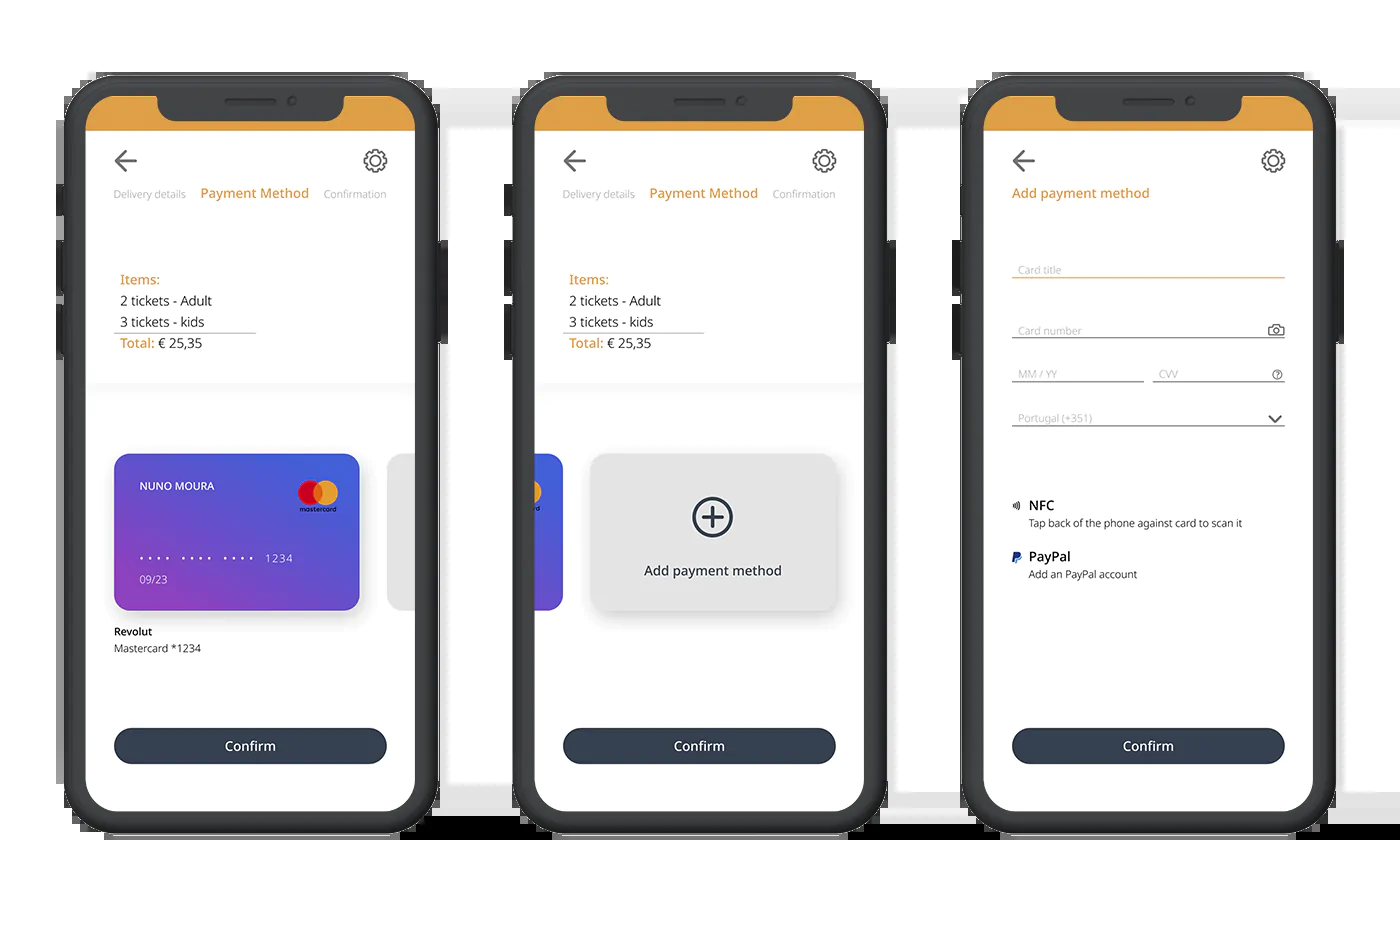 Delivery details Payment Method Confirmation
Items:
2 tickets - Adult
3 tickets - kids
Total: € 25,35
NUNO MOURA
mastercard
•••• •••• •••• 1234
09/23
Revolut
Mastercard *1234
Confirm
Delivery details Payment Method Confirmation
Items:
2 tickets - Adult
3 tickets - kids
Total: € 25,35
rd
Add payment method
Confirm
Add payment method
Card title
Card number
MM / YY CVV
Portugal (+351)
NFC
Tap back of the phone against card to scan it
PayPal
Add an PayPal account
Confirm